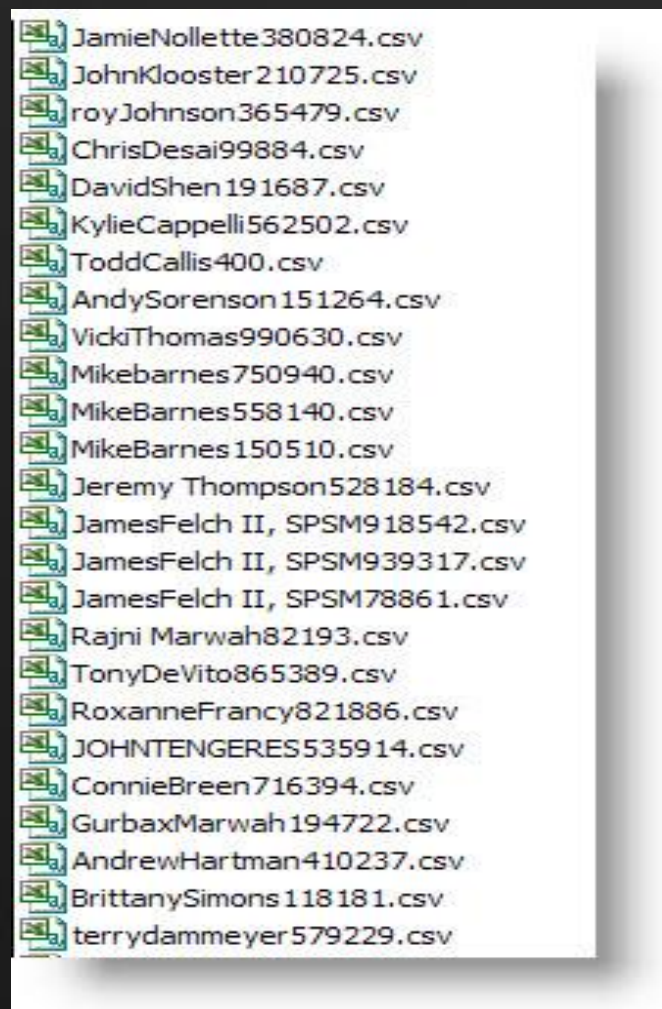 JamieNollette380824.csv
JohnKlooster210725.csv
royJohnson365479.csv
ChrisDesai99884.csv
DavidShen191687.csv
KylieCappelli562502.csv
ToddCallis400.csv
AndySorenson151264.csv
VickiThomas990630.csv
Mikebarnes750940.csv
MikeBarnes558140.csv
MikeBarnes150510.csv
Jeremy Thompson528184.csv
JamesFelch II, SPSM918542.csv
JamesFelch II, SPSM939317.csv
JamesFelch II, SPSM78861.csv
Rajni Marwah82193.csv
TonyDeVito865389.csv
RoxanneFrancy821886.csv
JOHNTENGERES535914.csv
ConnieBreen716394.csv
GurbaxMarwah194722.csv
AndrewHartman410237.csv
BrittanySimons118181.csv
terrydammeyer579229.csv